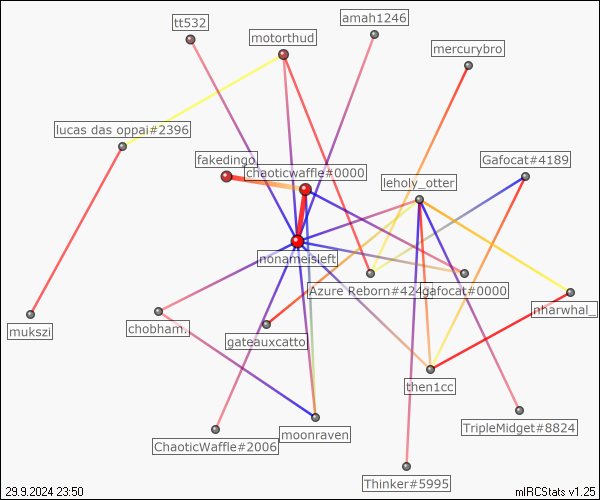 amah1246
tt532
motorthud
mercurybro
lucas das oppai#2396
fakedingo
Gafocat#4189
chaoticwaffle#0000
leholy_otter
nonameisleft
Azure Reborn#424
gafocat#0000
nharwhal_
mukszi
chobham.
gateauxcatto
then1cc
TripleMidget#8824
moonraven
ChaoticWaffle#2006
Thinker#5995
29.9.2024 23:50
mIRCStats v1.25